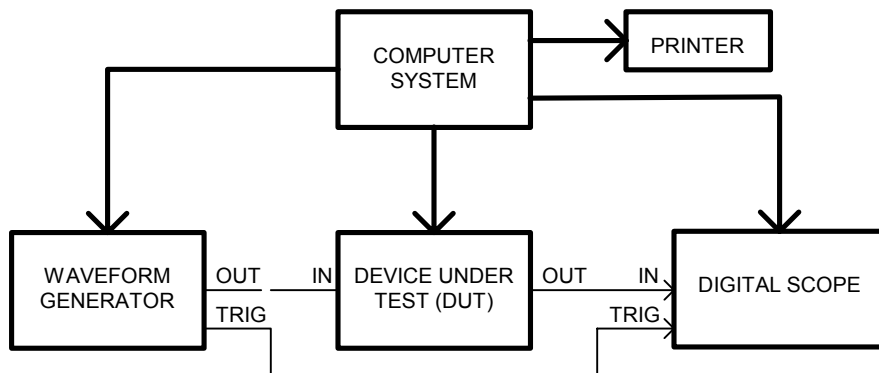 COMPUTER
SYSTEM
PRINTER
WAVEFORM
GENERATOR
OUT
TRIG
IN
DEVICE UNDER
TEST (DUT)
OUT
IN
TRIG
DIGITAL SCOPE